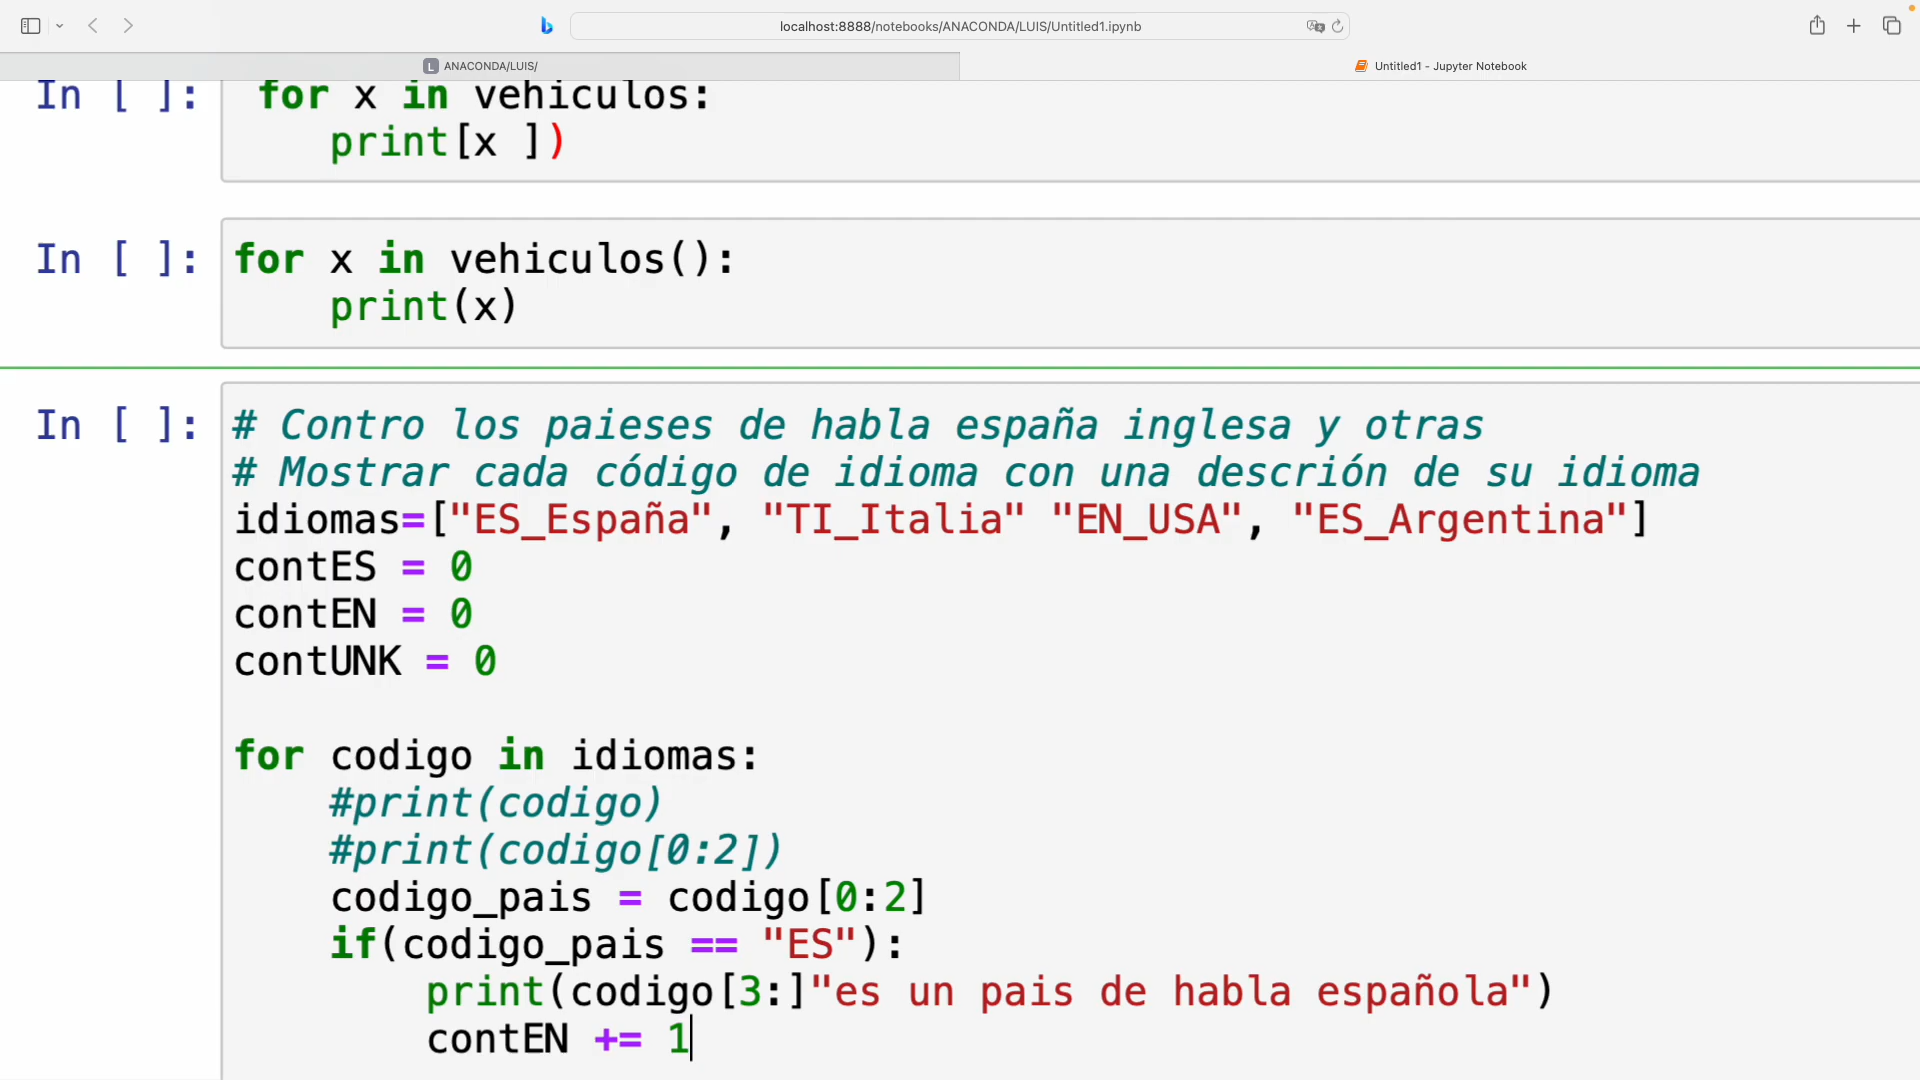 localhost:8888/notebooks/ANACONDA/LUIS/Untitled1.ipynb
L ANACONDA/LUIS/
Untitled1 - Jupyter Notebook
In [ ]: for x in vehiculos:
print[x ])
In [ ]: for x in vehiculos():
print(x)
In [ ]: # Contro los paieses de habla españa inglesa y otras
# Mostrar cada código de idioma con una descrión de su idioma
idiomas=["ES_España", "TI_Italia" "EN_USA", "ES_Argentina"]
contES = 0
contEN = 0
contUNK = 0
for codigo in idiomas:
#print(codigo)
#print(codigo[0:2])
codigo_pais = codigo[0:2]
if(codigo_pais == "ES"):
print(codigo[3:]"es un pais de habla española")
contEN += 1